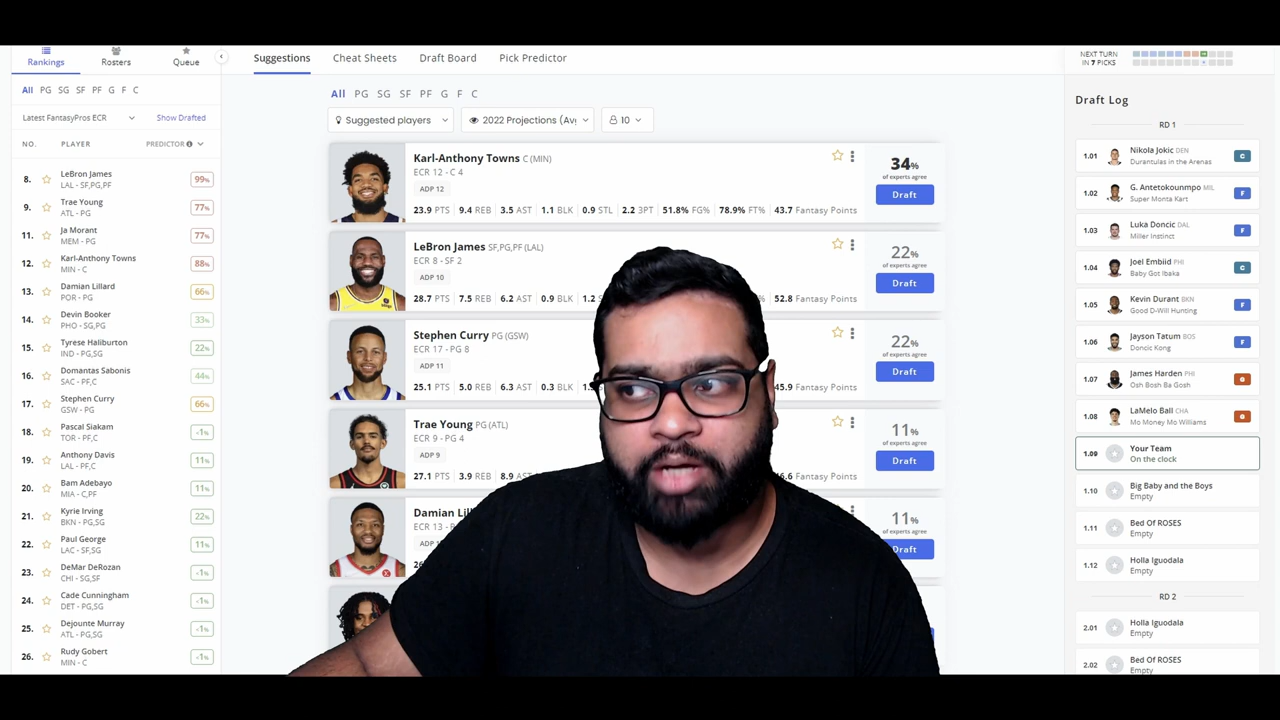 Rankings
Rosters
Queue
All PG SG SF PF G F C
Latest FantasyPros ECR
Show Drafted
NO. PLAYER PREDICTOR
8. LeBron James 99%
LAL - SF,PG,PF
9. Trae Young 77%
ATL - PG
11. Ja Morant 77%
MEM - PG
12. Karl-Anthony Towns 88%
MIN - C
13. Damian Lillard 66%
POR - PG
14. Devin Booker 33%
PHO - SG,PG
15. Tyrese Haliburton 22%
IND - PG,SG
16. Domantas Sabonis 44%
SAC - PF,C
17. Stephen Curry 66%
GSW - PG
18. Pascal Siakam -1%
TOR - PF,C
19. Anthony Davis 11%
LAL - PF,C
20. Bam Adebayo 11%
MIA - C,PF
21. Kyrie Irving 22%
BKN - PG,SG
22. Paul George 11%
LAC - SF,SG
23. DeMar DeRozan <1%
CHI - SG,SF
24. Cade Cunningham <1%
DET - PG,SG
25. Dejounte Murray <1%
ATL - PG,SG
26. Rudy Gobert <1%
MIN - C
Suggestions Cheat Sheets Draft Board Pick Predictor
All PG SG SF PF G F C
Suggested players
2022 Projections (Av
10
Karl-Anthony Towns C (MIN)
ECR 12 - C 4
ADP 12
23.9 PTS 9.4 REB 3.5 AST 1.1 BLK 0.9 STL 2.2 3PT 51.8% FG% 78.9% FT% 43.7 Fantasy Points
34%
of experts agree
Draft
LeBron James SF,PG,PF (LAL)
ECR 8 - SF 2
ADP 10
28.7 PTS 7.5 REB 6.2 AST 0.9 BLK 1.2 % 52.8 Fantasy Points
22%
of experts agree
Draft
Stephen Curry PG (GSW)
ECR 17 - PG 8
ADP 11
25.1 PTS 5.0 REB 6.3 AST 0.3 BLK 1. 45.9 Fantasy Points
22%
of experts agree
Draft
Trae Young PG (ATL)
ECR 9 - PG 4
ADP 9
27.1 PTS 3.9 REB 8.9 AST 6.6 Fantasy Points
11%
of experts agree
Draft
Damian Lil
ECR 13 -
11%
of experts agree
Draft
NEXT TURN
IN 7 PICKS
Draft Log
RD 1
1.01 Nikola Jokic DEN C
Durantulas in the Arenas
1.02 G. Antetokounmpo MIL F
Super Monta Kart
1.03 Luka Doncic DAL F
Miller Instinct
1.04 Joel Embiid PHI C
Baby Got Ibaka
1.05 Kevin Durant BKN F
Good D-Will Hunting
1.06 Jayson Tatum BOS F
Doncic Kong
1.07 James Harden PHI G
Osh Bosh Ba Gosh
1.08 LaMelo Ball CHA G
Mo Money Mo Williams
1.09 Your Team
On the clock
1.10 Big Baby and the Boys
Empty
1.11 Bed Of ROSES
Empty
1.12 Holla Iguodala
Empty
RD 2
2.01 Holla Iguodala
Empty
2.02 Bed Of ROSES
Empty